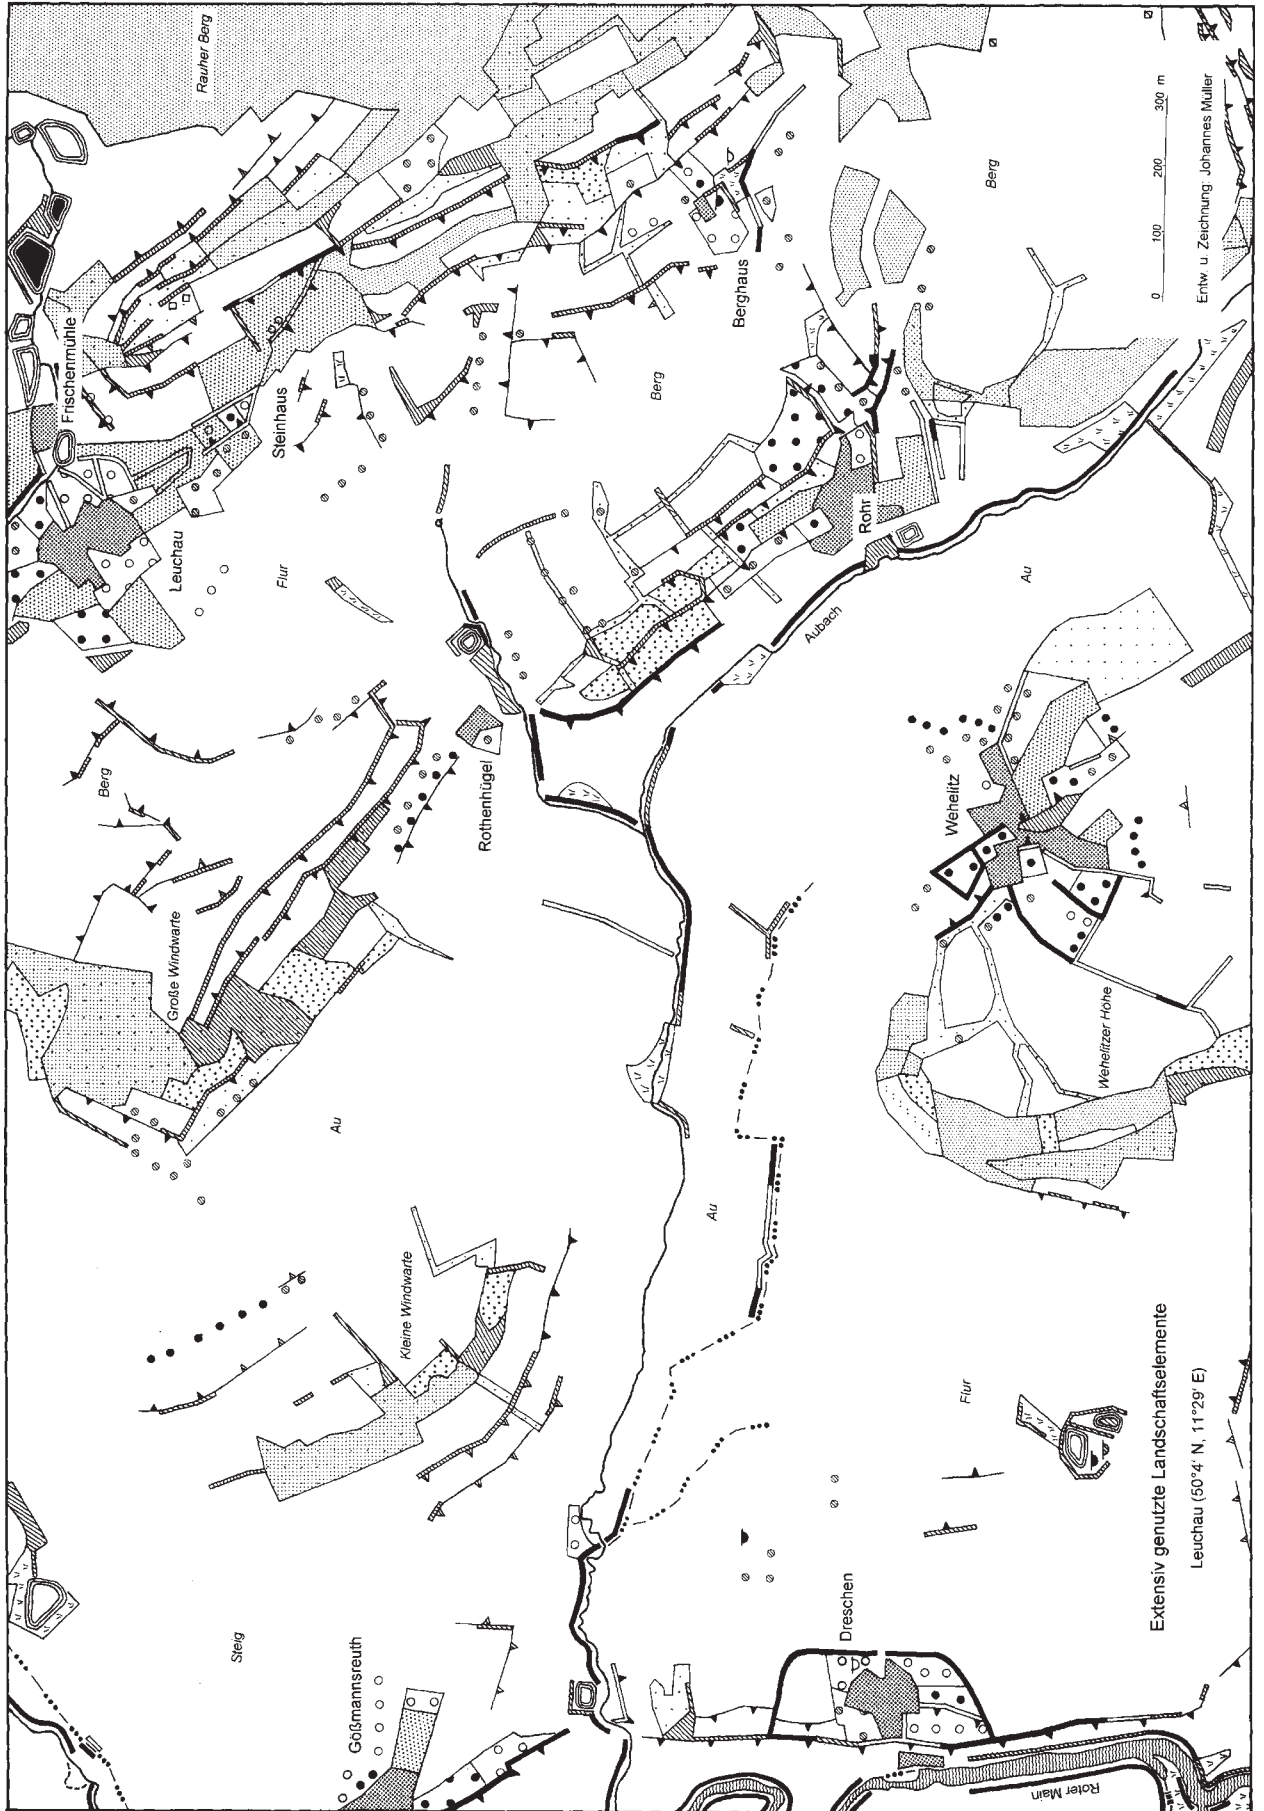 Frischenmühle
Berg
Große Windwarte
Leuchau
Rauher Berg
Steig
Steinhaus
Flur
Au
Gößmannsreuth
Kleine Windwarte
Rothenhügel
Berg
Au
Berghaus
Aubach
Dreschen
Rohr
Wehelitz
Flur
Berg
Au
Roter Main
Wehelitzer Höhe
Extensiv genutzte Landschaftselemente
Leuchau (50°4' N, 11°29' E)
0 100 200 300 m
Entw. u. Zeichnung: Johannes Müller